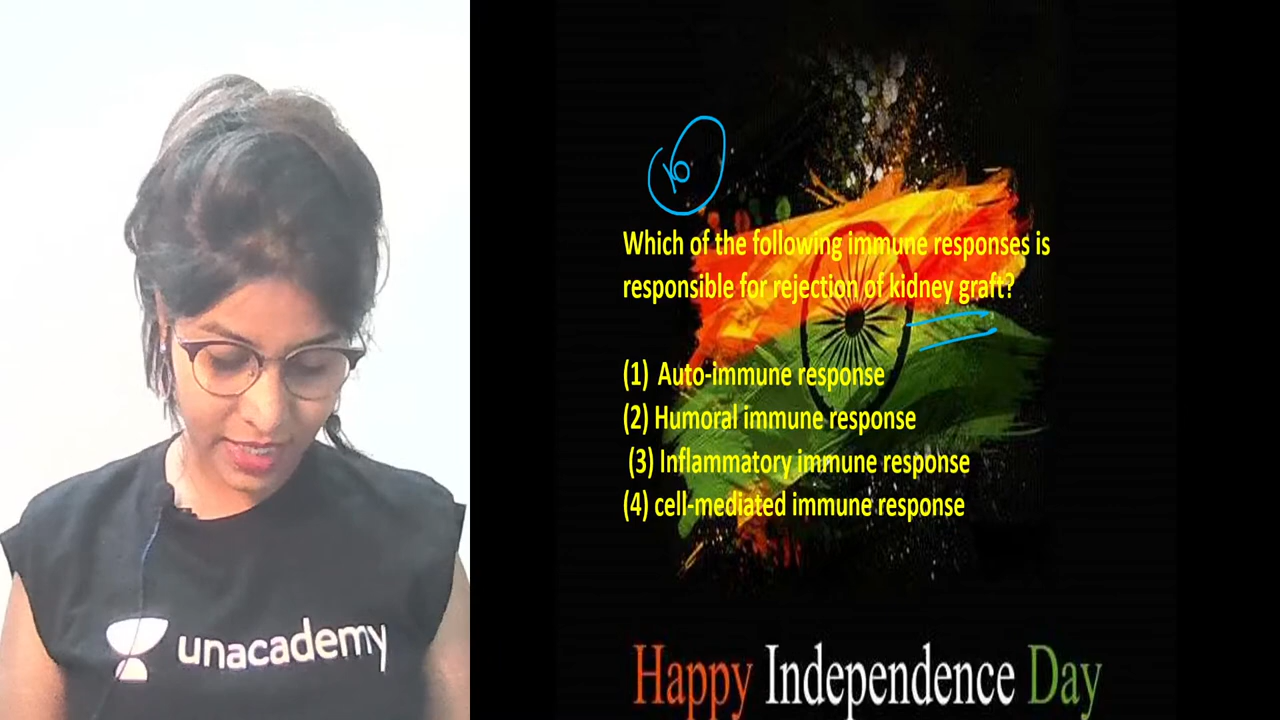 10
Which of the following immune responses is
responsible for rejection of kidney graft?
(1) Auto-immune response
(2) Humoral immune response
(3) Inflammatory immune response
(4) cell-mediated immune response
unacademy
Happy Independence Day